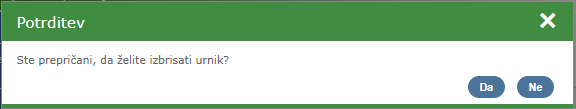 Potrditev
Ste prepričani, da želite izbrisati urnik?
Da Ne